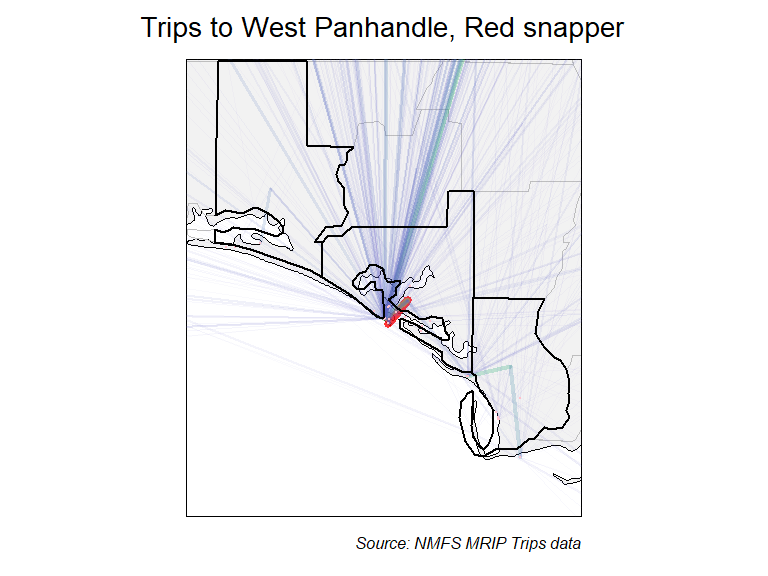 Trips to West Panhandle, Red snapper
Source: NMFS MRIP Trips data